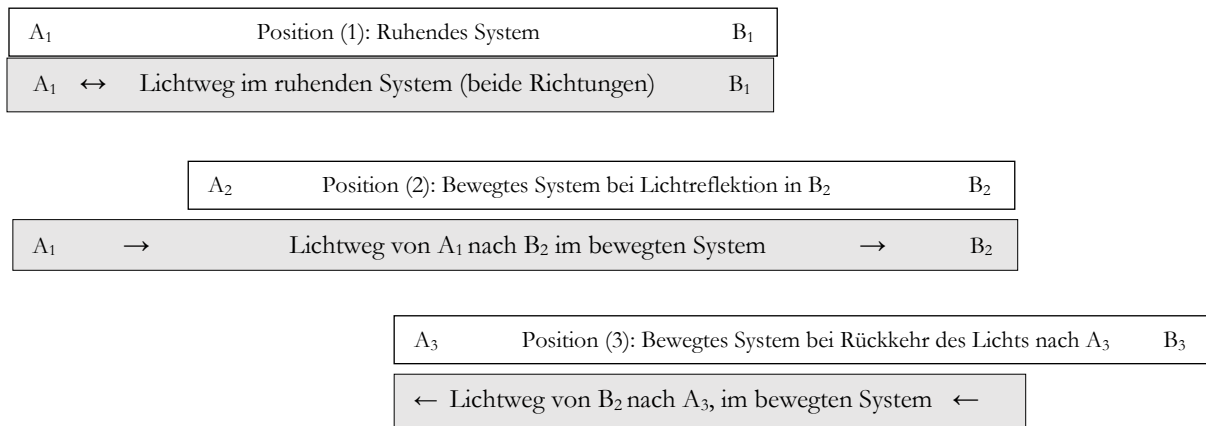 A₁ Position (1): Ruhendes System B₁
A₁ ↔ Lichtweg im ruhenden System (beide Richtungen) B₁
A₂ Position (2): Bewegtes System bei Lichtreflektion in B₂ B₂
A₁ → Lichtweg von A₁ nach B₂ im bewegten System → B₂
A₃ Position (3): Bewegtes System bei Rückkehr des Lichts nach A₃ B₃
← Lichtweg von B₂ nach A₃, im bewegten System ←